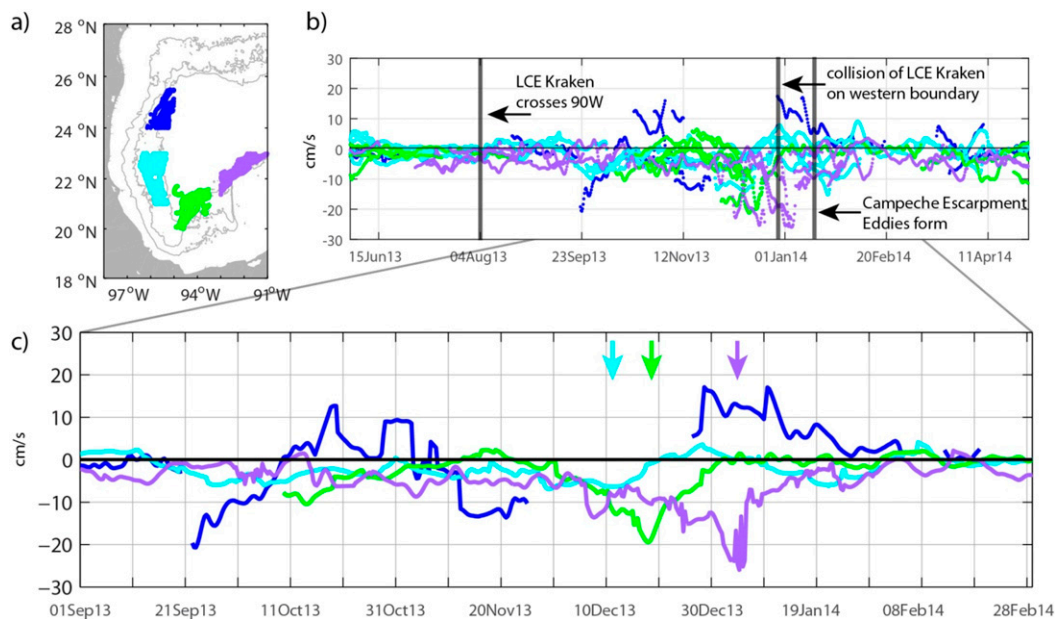 a)
28 °N
26 °N
24 °N
22 °N
20 °N
18 °N
97°W 94°W 91°W
b)
cm/s
30
20
10
0
-10
-20
-30
LCE Kraken
crosses 90W
collision of LCE Kraken
on western boundary
Campeche Escarpment
Eddies form
15Jun13 04Aug13 23Sep13 12Nov13 01Jan14 20Feb14 11Apr14
c)
cm/s
30
20
10
0
−10
−20
−30
01Sep13 21Sep13 11Oct13 31Oct13 20Nov13 10Dec13 30Dec13 19Jan14 08Feb14 28Feb14